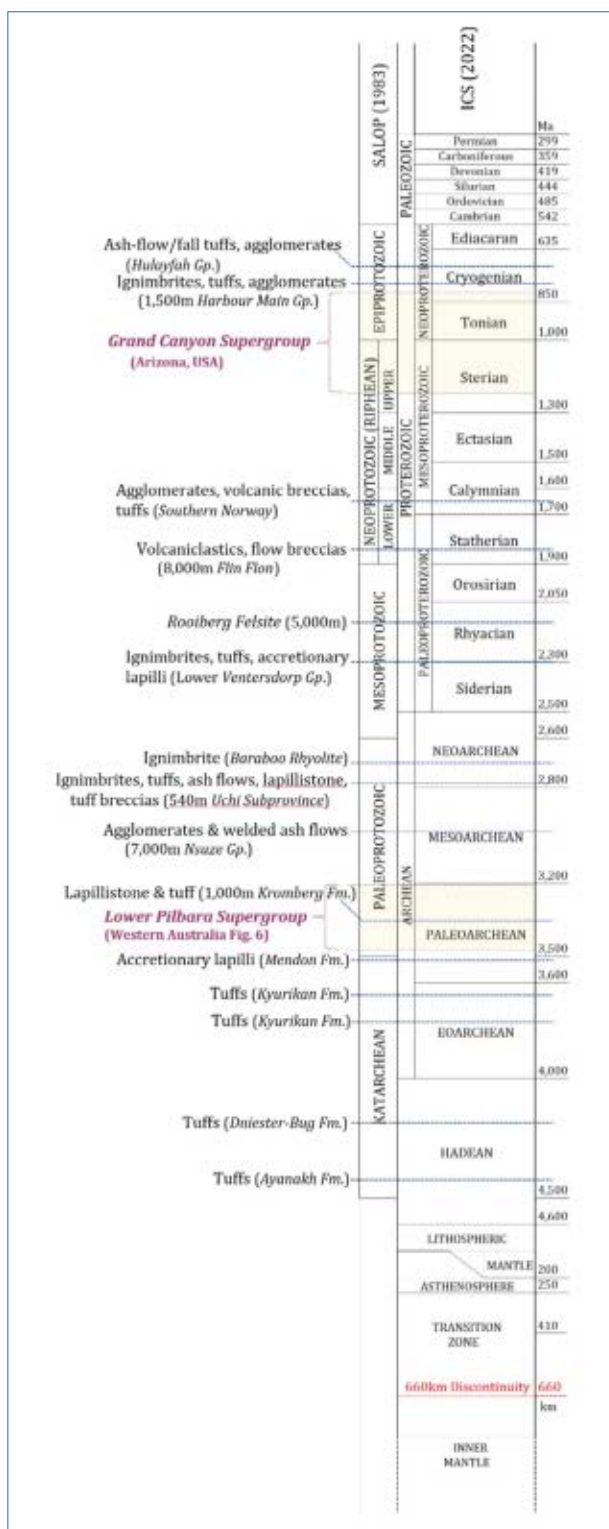 SALOP (1983)
ICS (2022)
Ma
PALEOZOIC
Permian 299
Carboniferous 359
Devonian 419
Silurian 444
Ordovician 485
Cambrian 542
EPIPROTOZOIC
NEOPROTEROZOIC
Ediacaran 635
Ash-flow/fall tuffs, agglomerates
(Hulayfah Gp.)
Cryogenian
850
Ignimbrites, tuffs, agglomerates
(1,500m Harbour Main Gp.)
Tonian
1,000
Grand Canyon Supergroup
(Arizona, USA)
NEOPROTOZOIC (RIPHEAN)
UPPER
MIDDLE
LOWER
PROTEROZOIC
MESOPROTEROZOIC
Sterian
1,300
Ectasian
1,500
1,600
Calymnian
1,700
Agglomerates, volcanic breccias,
tuffs (Southern Norway)
Statherian
1,900
Volcaniclastics, flow breccias
(8,000m Flin Flon)
PALEOPROTEROZOIC
Orosirian
2,050
MESOPROTOZOIC
Rooiberg Felsite (5,000m)
Rhyacian
2,300
Ignimbrites, tuffs, accretionary
lapilli (Lower Ventersdorp Gp.)
Siderian
2,500
2,600
NEOARCHEAN
Ignimbrite (Baraboo Rhyolite)
2,800
Ignimbrites, tuffs, ash flows, lapillistone,
tuff breccias (540m Uchi Subprovince)
PALEOPROTOZOIC
ARCHEAN
MESOARCHEAN
Agglomerates & welded ash flows
(7,000m Nsuze Gp.)
3,200
Lapillistone & tuff (1,000m Kromberg Fm.)
Lower Pilbara Supergroup
(Western Australia Fig. 6)
PALEOARCHEAN
3,500
Accretionary lapilli (Mendon Fm.)
3,600
Tuffs (Kyurikan Fm.)
Tuffs (Kyurikan Fm.)
EOARCHEAN
KATARCHEAN
4,000
Tuffs (Dniester-Bug Fm.)
HADEAN
Tuffs (Ayanakh Fm.)
4,500
4,600
LITHOSPHERIC
MANTLE 200
ASTHENOSPHERE 250
TRANSITION
ZONE
410
660km Discontinuity 660
km
INNER
MANTLE